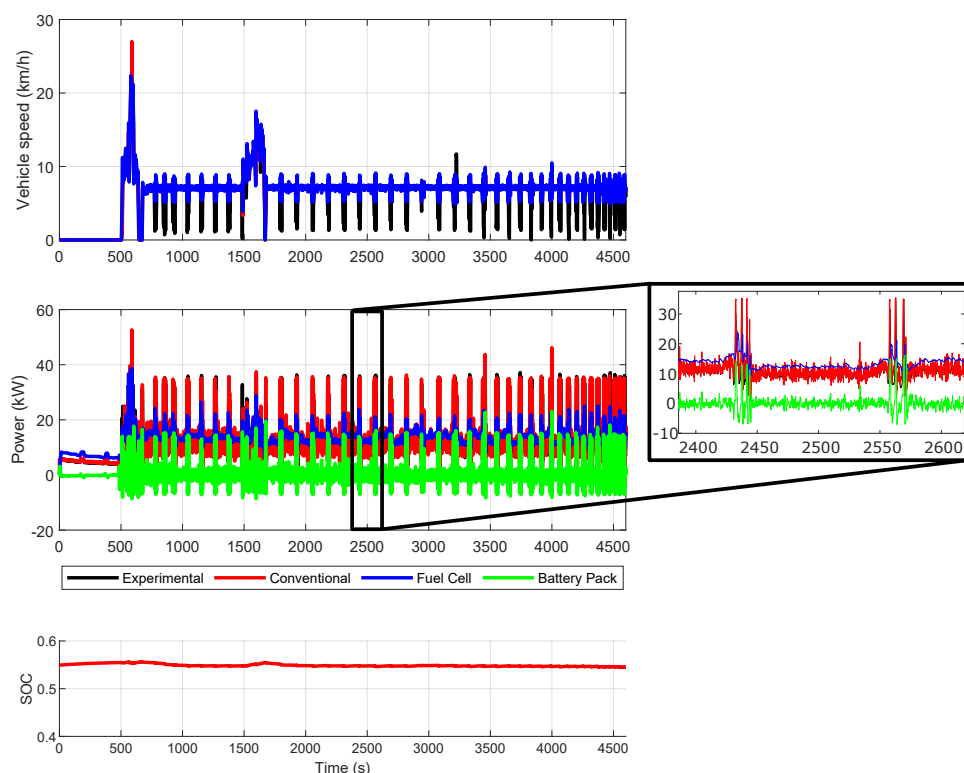 30
20
10
0
Vehicle speed (km/h)
0 500 1000 1500 2000 2500 3000 3500 4000 4500
60
40
20
0
-20
Power (kW)
0 500 1000 1500 2000 2500 3000 3500 4000 4500
30
20
10
0
-10
2400 2450 2500 2550 2600
Experimental Conventional Fuel Cell Battery Pack
0.6
0.5
0.4
SOC
0 500 1000 1500 2000 2500 3000 3500 4000 4500
Time (s)